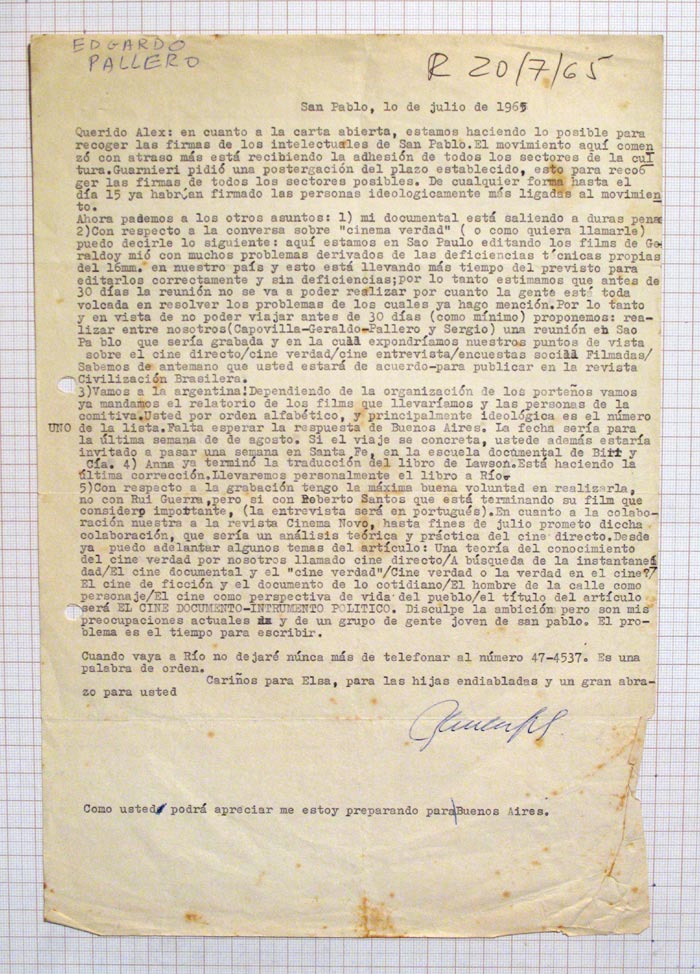 EDGARDO
PALLERO
R 20/7/65
San Pablo, 1o de julio de 1965
Querido Alex: en cuanto a la carta abierta, estamos haciendo lo posible para
recoger las firmas de los intelectuales de San Pablo.El movimiento aquí comen
zó con atraso más está recibiendo la adhesión de todos los sectores de la cul
tura.Guarnieri pidió una postergación del plazo establecido, esto para reco
ger las firmas de todos los sectores posibles. De cualquier forma hasta el
día 15 ya habrían firmado las personas ideologicamente más ligadas al movimien
to.
Ahora pademos a los otros asuntos: 1) mi documental está saliendo a duras pena
2)Con respecto a la conversa sobre "cinema verdad" ( o como quiera llamarle)
puedo decirle lo siguiente: aquí estamos en Sao Paulo editando los films de Ge
raldoy mió con muchos problemas derivados de las deficiencias técnicas propias
del 16mm. en nuestro país y esto está llevando más tiempo del previsto para
editarlos correctamente y sin deficiencias;por lo tanto estimamos que antes de
30 días la reunión no se va a poder realizar por cuanto la gente está toda
volcada en resolver los problemas de los cuales ya hago mención.Por lo tanto
y en vista de no poder viajar antes de 30 días (como mínimo) proponemos: rea-
lizar entre nosotros(Capovilla-Geraldo-Pallero y Sergio) una reunión en Sao
Pa blo que sería grabada y en la cual expondríamos nuestros puntos de vista
sobre el cine directo/cine verdad/cine entrevista/encuestas social Filmadas/
Sabemos de antemano que usted estará de acuerdo-para publicar en la revista
Civilización Brasilera.
3)Vamos a la argentina!Dependiendo de la organización de los porteños vamos
ya mandamos el relatorio de los films que llevaríamos y las personas de la
comitiva.Usted por orden alfabético, y principalmente ideológica es el número
UNO de la lista.Falta esperar la respuesta de Buenos Aires. La fecha sería para
la última semana de de agosto. Si el viaje se concreta, ustede además estaría
invitado a pasar una semana en Santa Fe, en la escuela documental de Birr y
Cía. 4) Anna ya terminó la traducción del libro de Lawson.Está haciendo la
última corrección.Llevaremos personalmente el libro a Río.
5)Con respecto a la grabación tengo la máxima buena voluntad en realizarla,
no con Rui Guerra,pero si con Roberto Santos que está terminando su film que
considero importante, (la entrevista será en portugués).En cuanto a la colabo-
ración nuestra a la revista Cinema Novo, hasta fines de julio prometo diccha
colaboración, que sería un análisis teórica y práctica del cine directo.Desde
ya puedo adelantar algunos temas del artículo: Una teoría del conocimiento
del cine verdad por nosotros llamado cine directo/A búsqueda de la instantanei
dad/El cine documental y el "cine verdad"/Cine verdad o la verdad en el cine?/
El cine de ficción y el documento de lo cotidiano/El hombre de la calle como
personaje/El cine como perspectiva de vida del pueblo/el título del artículo
será EL CINE DOCUMENTO-INTRUMENTO POLITICO. Disculpe la ambición pero son mis
preocupaciones actuales y de un grupo de gente joven de san pablo. El pro-
blema es el tiempo para escribir.
Cuando vaya a Río no dejaré núnca más de telefonar al número 47-4537. Es una
palabra de orden.
Cariños para Elsa, para las hijas endiabladas y un gran abra-
zo para usted
Como usted podrá apreciar me estoy preparando para Buenos Aires.